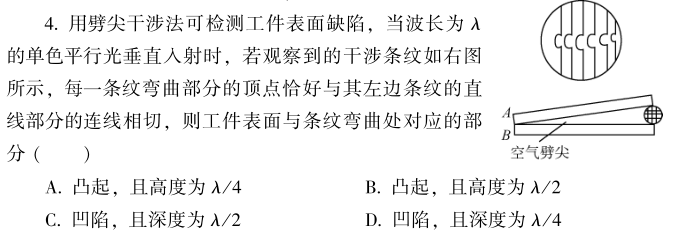 4. 用劈尖干涉法可检测工件表面缺陷，当波长为 λ
的单色平行光垂直入射时，若观察到的干涉条纹如右图
所示，每一条纹弯曲部分的顶点恰好与其左边条纹的直
线部分的连线相切，则工件表面与条纹弯曲处对应的部
分（　　）
A
B
空气劈尖
A. 凸起，且高度为 λ/4　　B. 凸起，且高度为 λ/2
C. 凹陷，且深度为 λ/2　　D. 凹陷，且深度为 λ/4